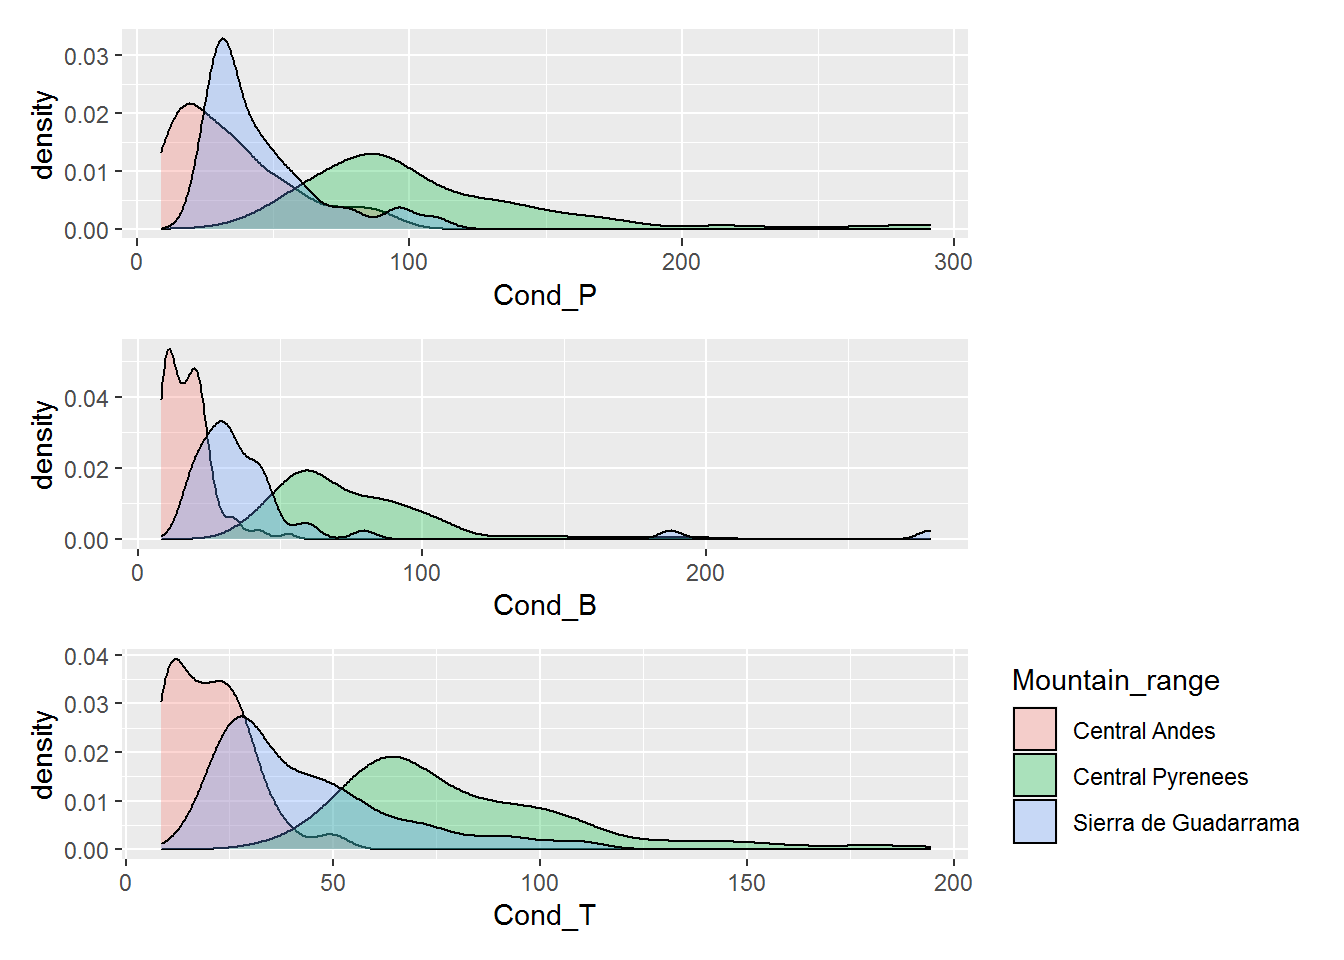 density
0.03
0.02
0.01
0.00
0 100 200 300
Cond_P
density
0.04
0.02
0.00
0 100 200
Cond_B
density
0.04
0.03
0.02
0.01
0.00
0 50 100 150 200
Cond_T
Mountain_range
Central Andes
Central Pyrenees
Sierra de Guadarrama